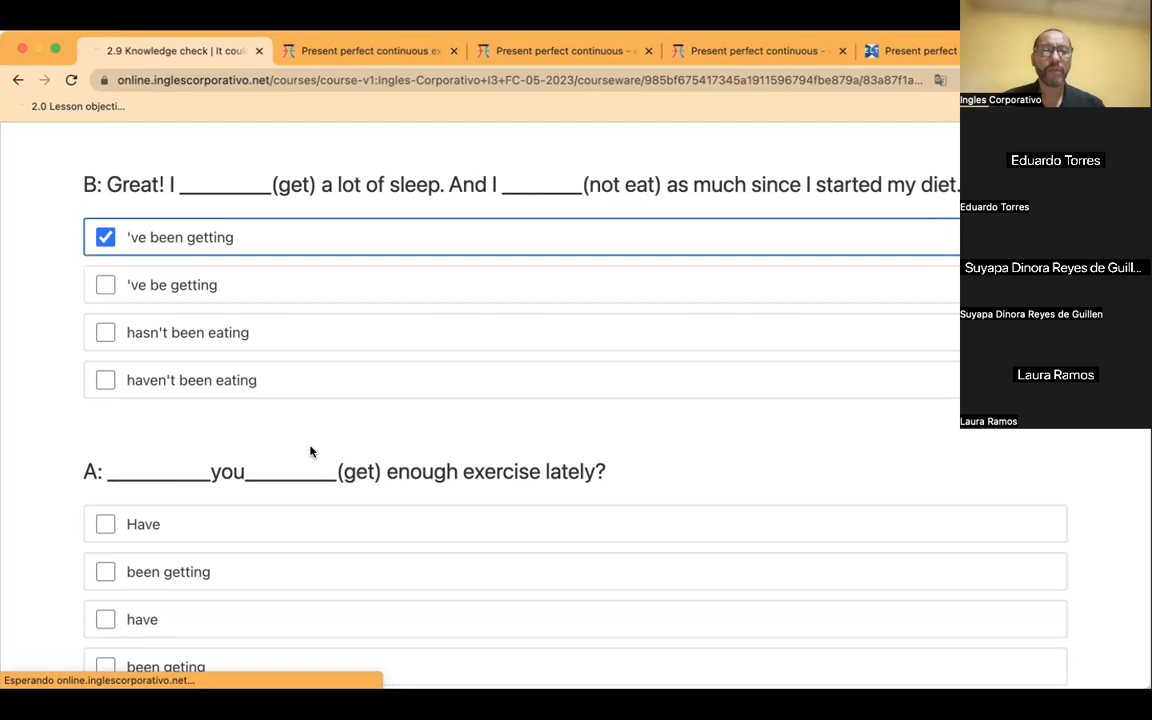 2.9 Knowledge check | It coul
Present perfect continuous ex
Present perfect continuous -
Present perfect continuous -
Present perfect
online.inglescorporativo.net/courses/course-v1:Ingles-Corporativo+I3+FC-05-2023/courseware/985bf675417345a1911596794fbe879a/83a87f1a...
2.0 Lesson objecti...
B: Great! I _________(get) a lot of sleep. And I ________(not eat) as much since I started my diet.
've been getting
've be getting
hasn't been eating
haven't been eating
A: __________you_________(get) enough exercise lately?
Have
been getting
have
been geting
Esperando online.inglescorporativo.net...
Ingles Corporativo
Eduardo Torres
Eduardo Torres
Suyapa Dinora Reyes de Guill...
Suyapa Dinora Reyes de Guillen
Laura Ramos
Laura Ramos